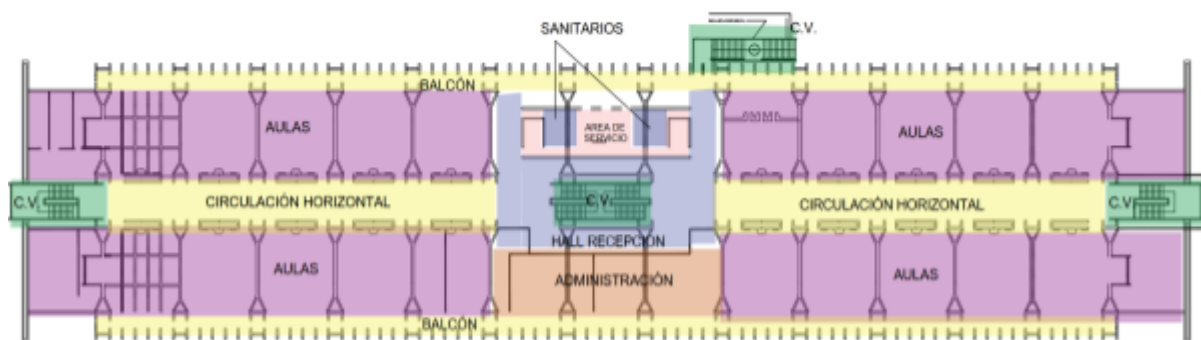 SANITARIOS
C.V.
BALCÓN
AULAS
AREA DE
SERVICIO
AULAS
C.V.
CIRCULACIÓN HORIZONTAL
C.V.
CIRCULACIÓN HORIZONTAL
C.V.
HALL RECEPCIÓN
AULAS
ADMINISTRACIÓN
AULAS
BALCÓN